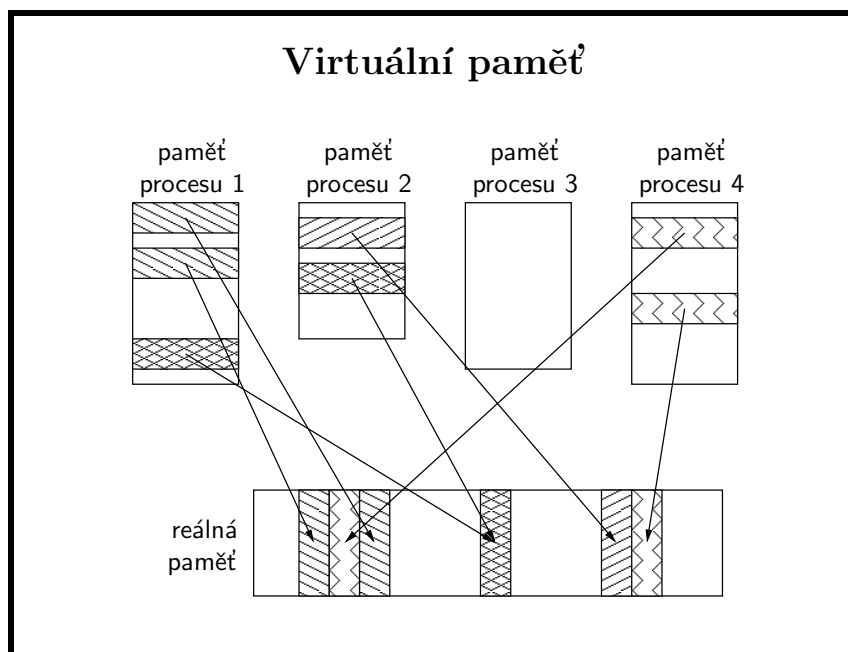 Virtuální paměť
paměť
procesu 1
paměť
procesu 2
paměť
procesu 3
paměť
procesu 4
reálná
paměť